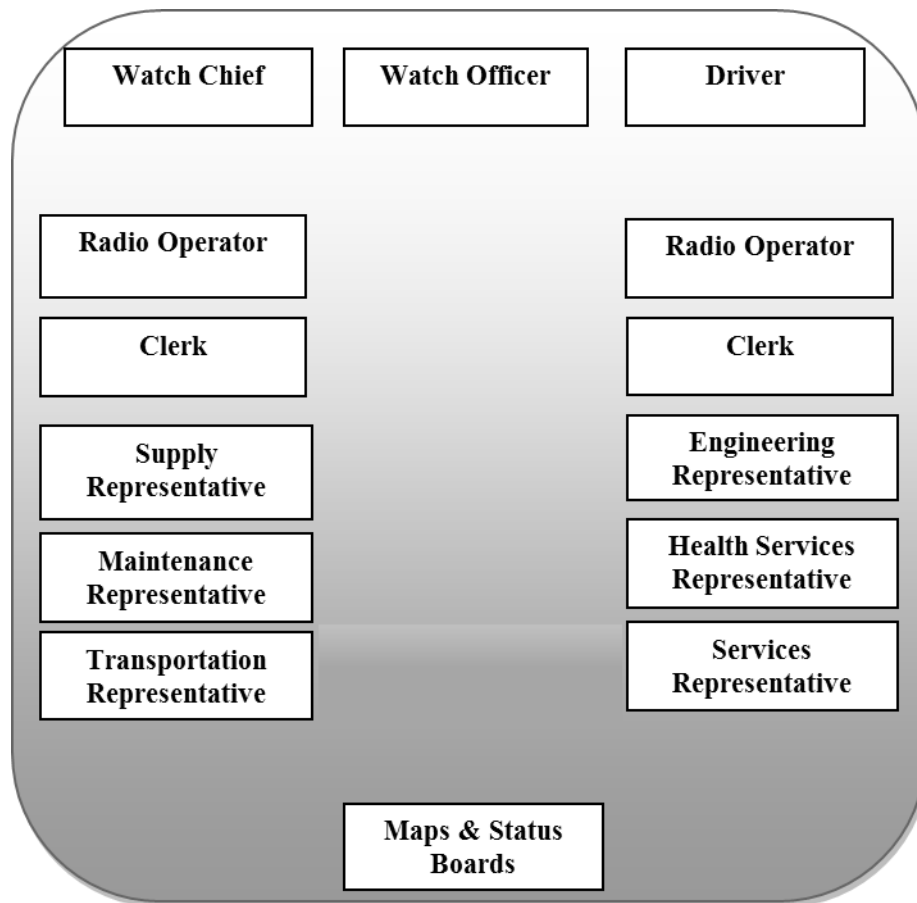 Watch Chief
Watch Officer
Driver
Radio Operator
Radio Operator
Clerk
Clerk
Supply
Representative
Engineering
Representative
Maintenance
Representative
Health Services
Representative
Transportation
Representative
Services
Representative
Maps & Status
Boards